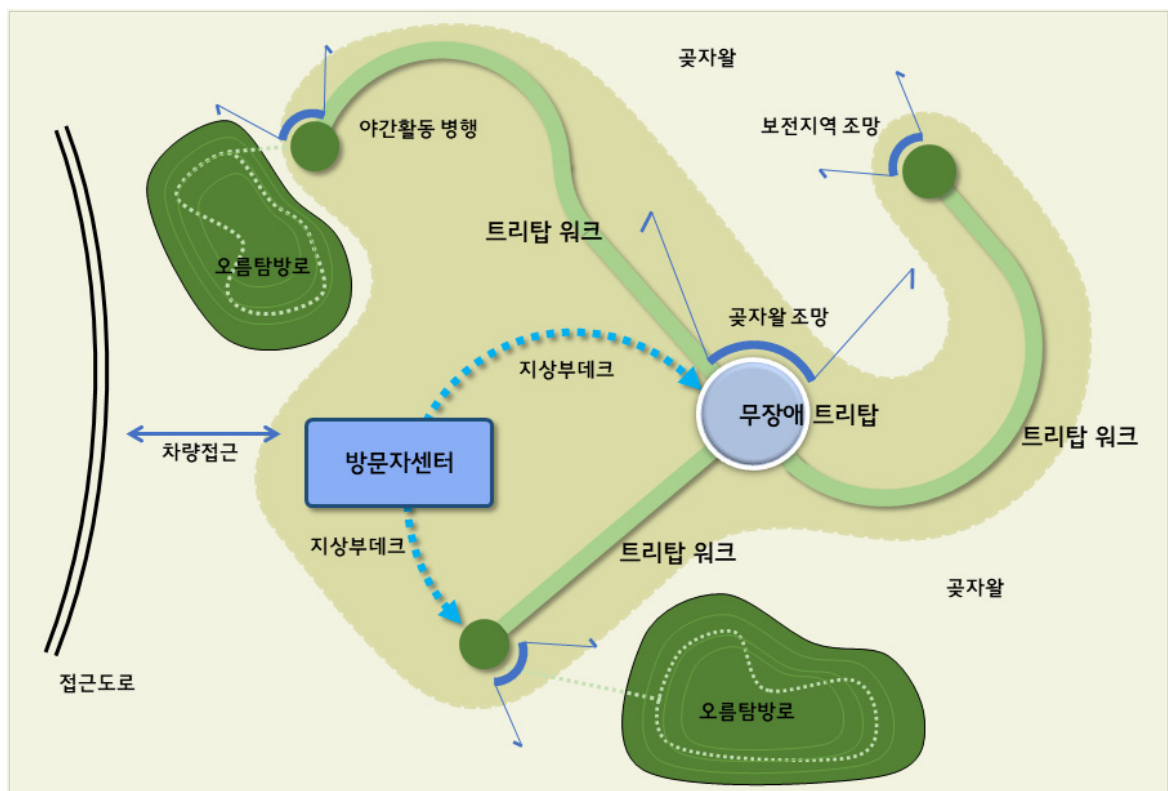 곶자왈
보전지역 조망
야간활동 병행
트리탑 워크
오름탐방로
곶자왈 조망
지상부데크
무장애 트리탑
트리탑 워크
차량접근
방문자센터
지상부데크
트리탑 워크
곶자왈
접근도로
오름탐방로